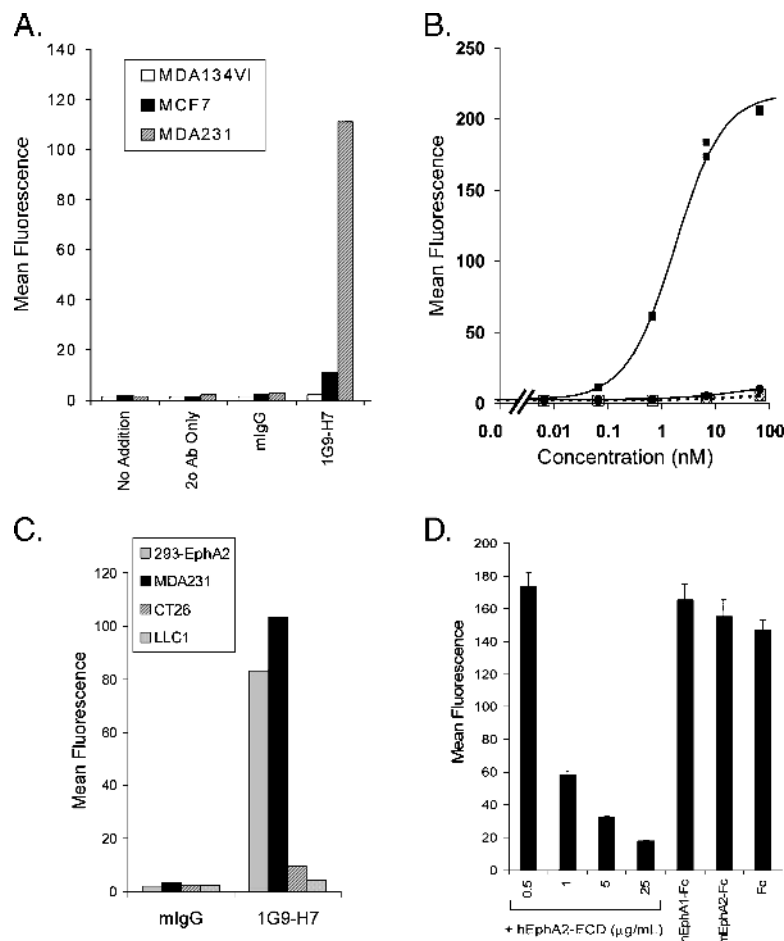 A.
Mean Fluorescence
140
120
100
80
60
40
20
0
MDA134VI
MCF7
MDA231
No Addition
2o Ab Only
mIgG
1G9-H7
B.
Mean Fluorescence
250
200
150
100
50
0
0.0 0.01 0.1 1 10 100
Concentration (nM)
C.
Mean Fluorescence
120
100
80
60
40
20
0
293-EphA2
MDA231
CT26
LLC1
mIgG 1G9-H7
D.
Mean Fluorescence
200
180
160
140
120
100
80
60
40
20
0
0.5
1
5
25
+ hEphA2-ECD (µg/mL)
mEphA2-Fc
Fc